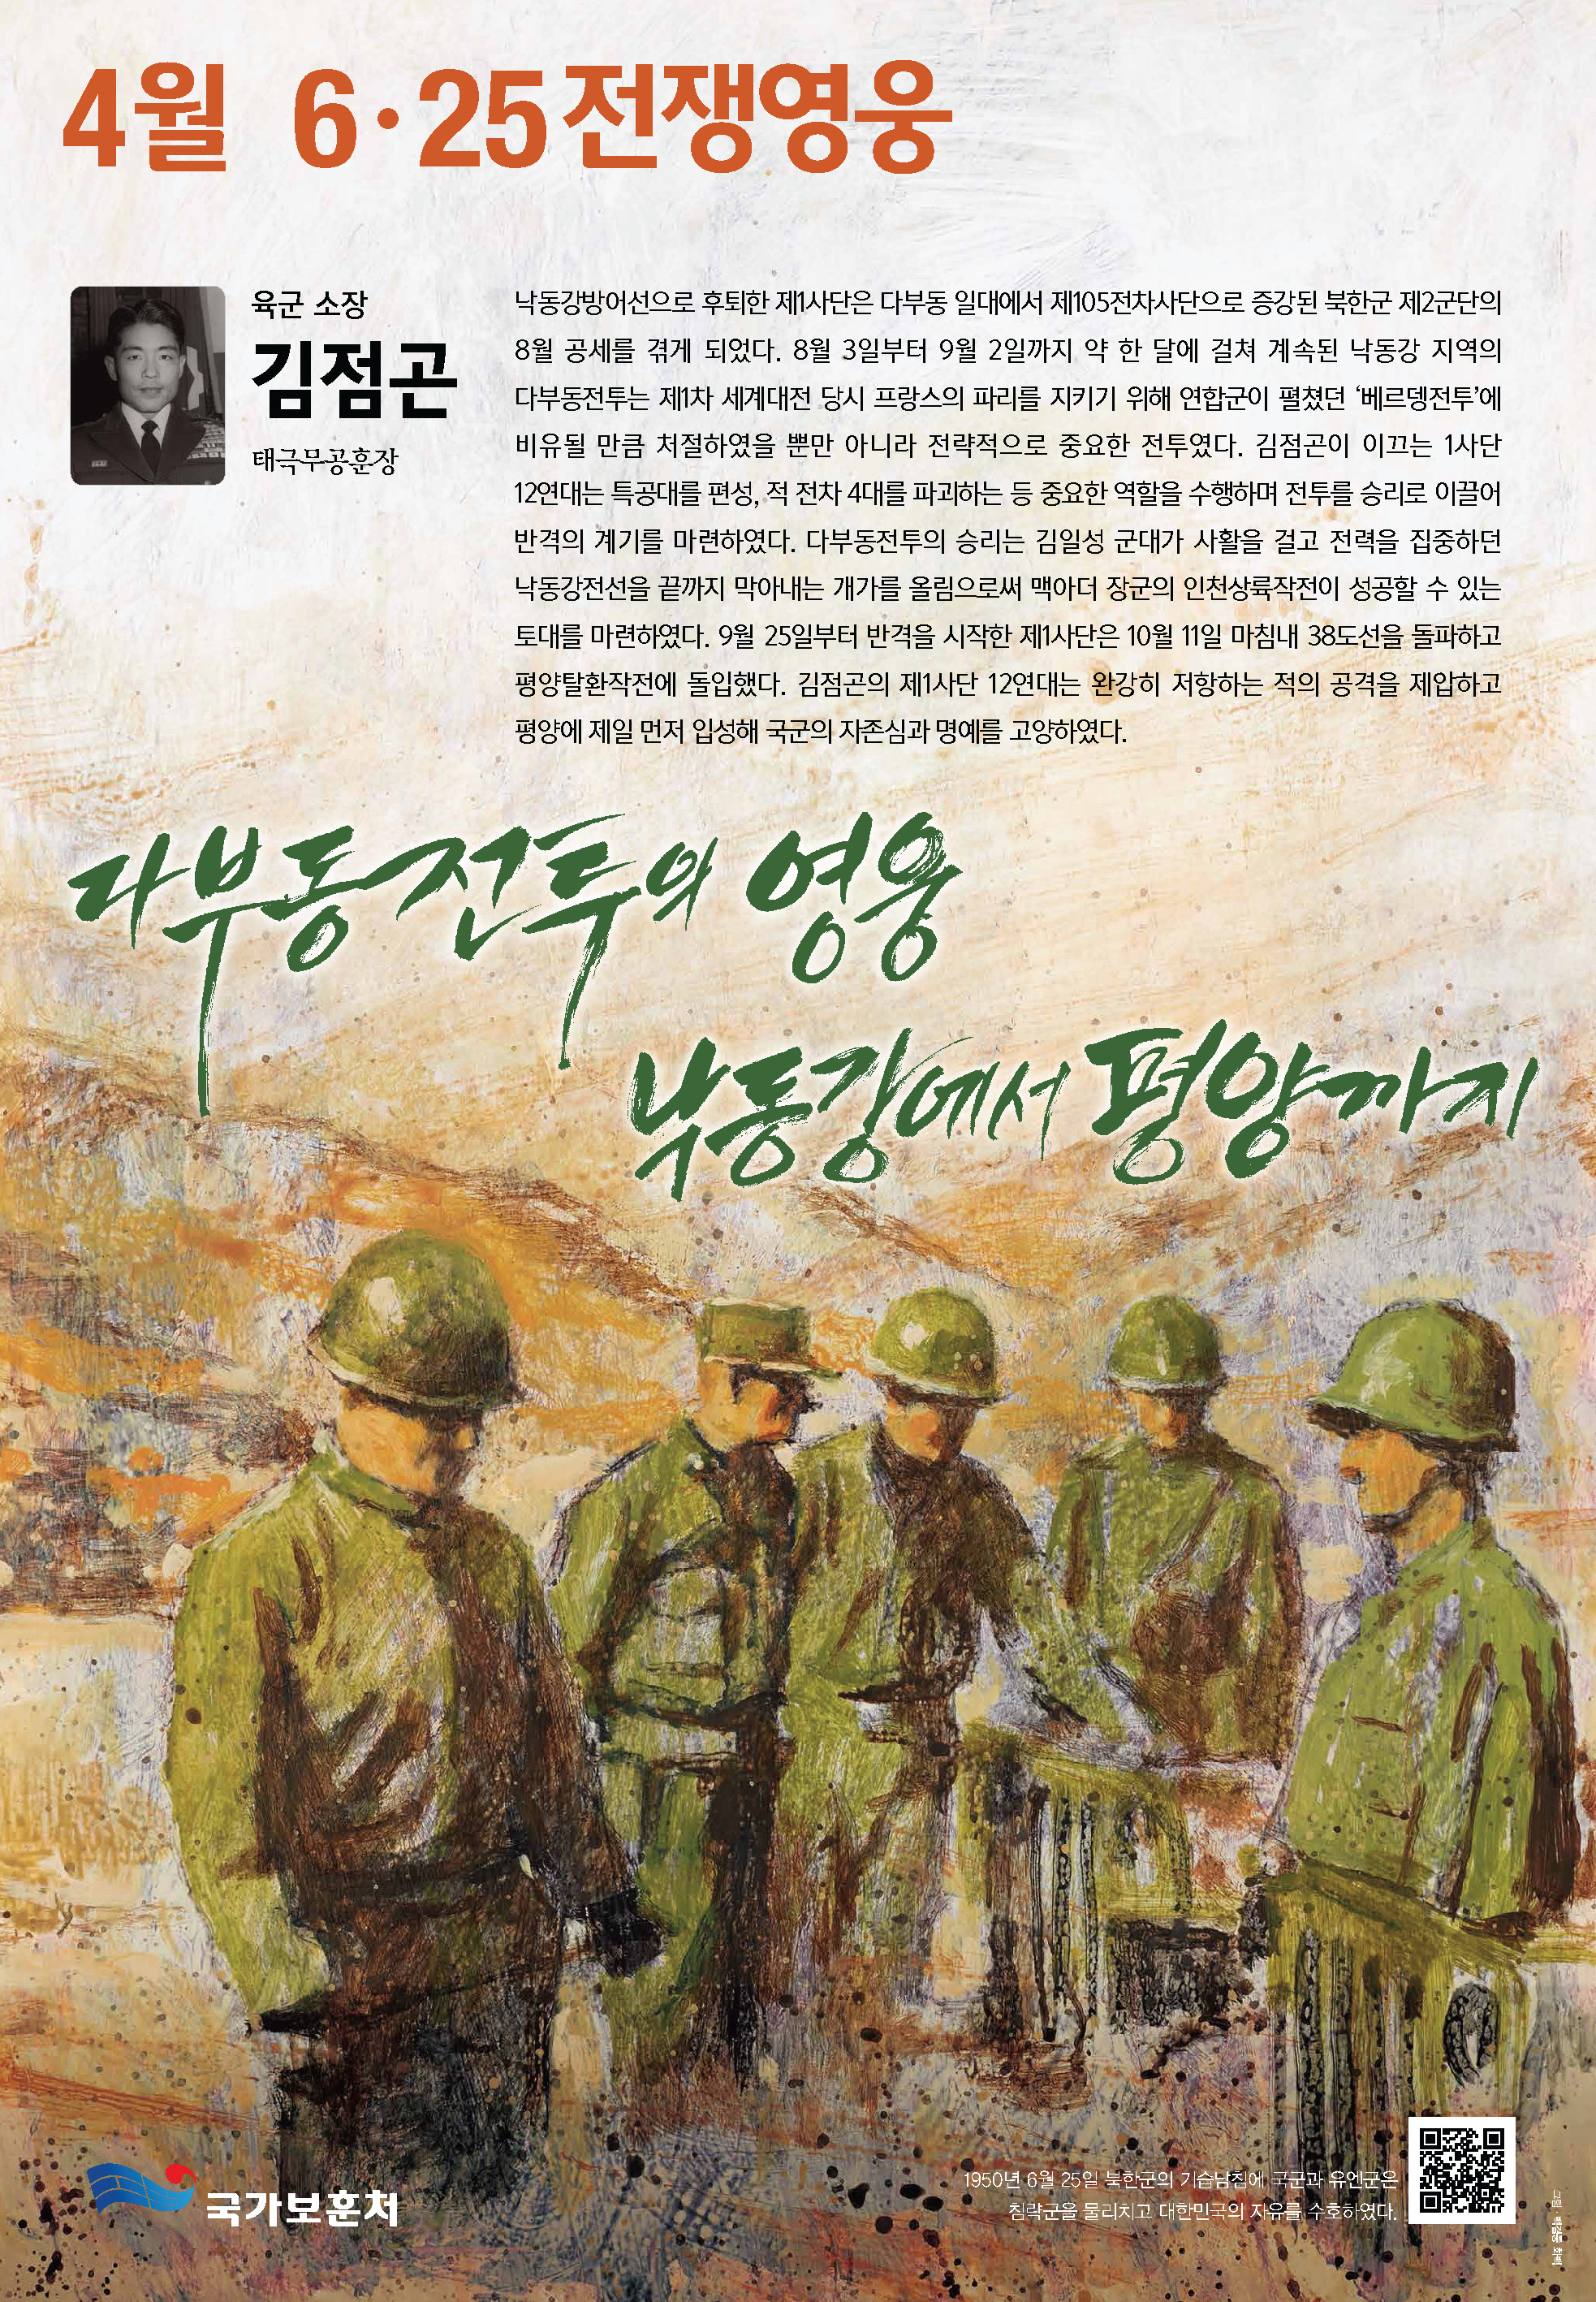 4월 6·25전쟁영웅
육군 소장
김점곤
태극무공훈장
낙동강방어선으로 후퇴한 제1사단은 다부동 일대에서 제105전차사단으로 증강된 북한군 제2군단의
8월 공세를 겪게 되었다. 8월 3일부터 9월 2일까지 약 한 달에 걸쳐 계속된 낙동강 지역의
다부동전투는 제1차 세계대전 당시 프랑스의 파리를 지키기 위해 연합군이 펼쳤던 ‘베르뎅전투’에
비유될 만큼 처절하였을 뿐만 아니라 전략적으로 중요한 전투였다. 김점곤이 이끄는 1사단
12연대는 특공대를 편성, 적 전차 4대를 파괴하는 등 중요한 역할을 수행하며 전투를 승리로 이끌어
반격의 계기를 마련하였다. 다부동전투의 승리는 김일성 군대가 사활을 걸고 전력을 집중하던
낙동강전선을 끝까지 막아내는 개가를 올림으로써 맥아더 장군의 인천상륙작전이 성공할 수 있는
토대를 마련하였다. 9월 25일부터 반격을 시작한 제1사단은 10월 11일 마침내 38도선을 돌파하고
평양탈환작전에 돌입했다. 김점곤의 제1사단 12연대는 완강히 저항하는 적의 공격을 제압하고
평양에 제일 먼저 입성해 국군의 자존심과 명예를 고양하였다.
다부동전투의 영웅
낙동강에서 평양까지
국가보훈처
1950년 6월 25일 북한군의 기습남침에 국군과 유엔군은
침략군을 물리치고 대한민국의 자유를 수호하였다.
그림